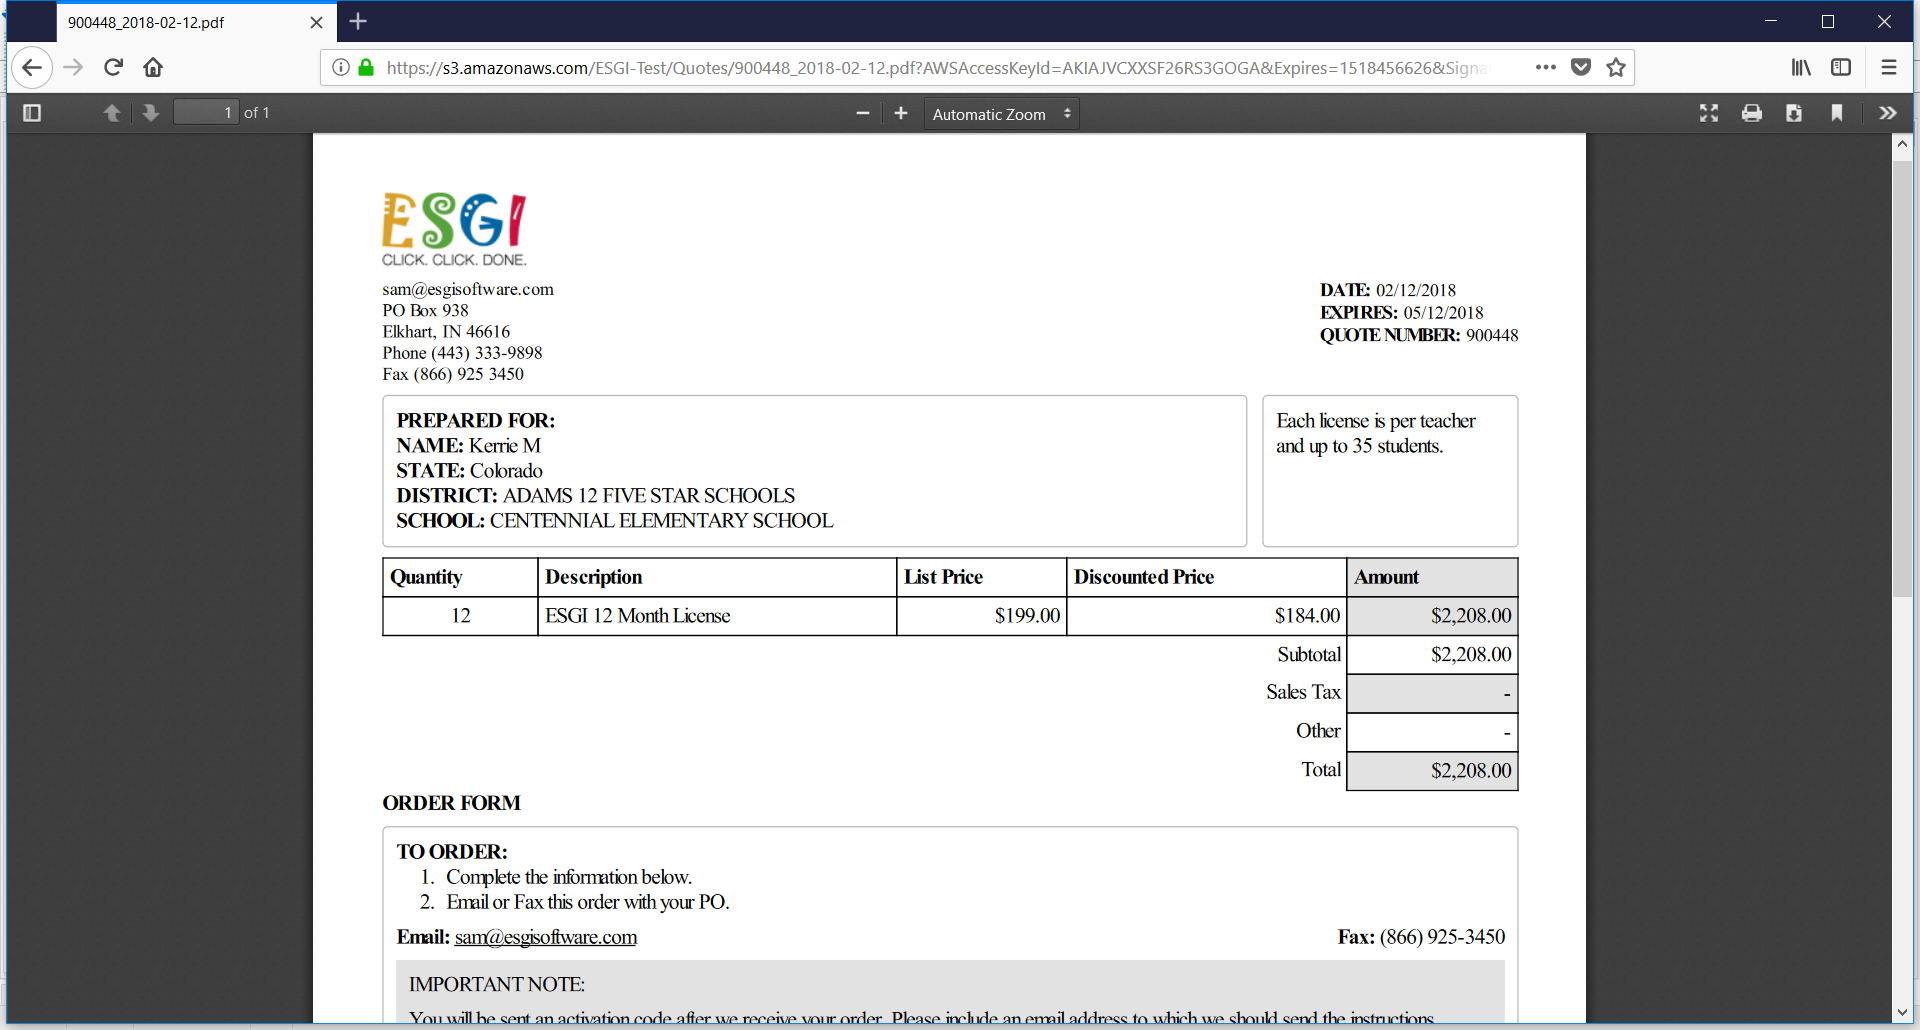 900448_2018-02-12.pdf
https://s3.amazonaws.com/ESGI-Test/Quotes/900448_2018-02-12.pdf?AWSAccessKeyId=AKIAJVCXXSF26RS3GOGA&Expires=1518456626&Signa
1 of 1
Automatic Zoom
ESGI
CLICK. CLICK. DONE.
sam@esgisoftware.com
PO Box 938
Elkhart, IN 46616
Phone (443) 333-9898
Fax (866) 925 3450
DATE: 02/12/2018
EXPIRES: 05/12/2018
QUOTE NUMBER: 900448
PREPARED FOR:
NAME: Kerrie M
STATE: Colorado
DISTRICT: ADAMS 12 FIVE STAR SCHOOLS
SCHOOL: CENTENNIAL ELEMENTARY SCHOOL
Each license is per teacher
and up to 35 students.
Quantity Description List Price Discounted Price Amount
12 ESGI 12 Month License $199.00 $184.00 $2,208.00
Subtotal $2,208.00
Sales Tax -
Other -
Total $2,208.00
ORDER FORM
TO ORDER:
1. Complete the information below.
2. Email or Fax this order with your PO.
Email: sam@esgisoftware.com Fax: (866) 925-3450
IMPORTANT NOTE:
You will be sent an activation code after we receive your order. Please include an email address to which we should send the instructions